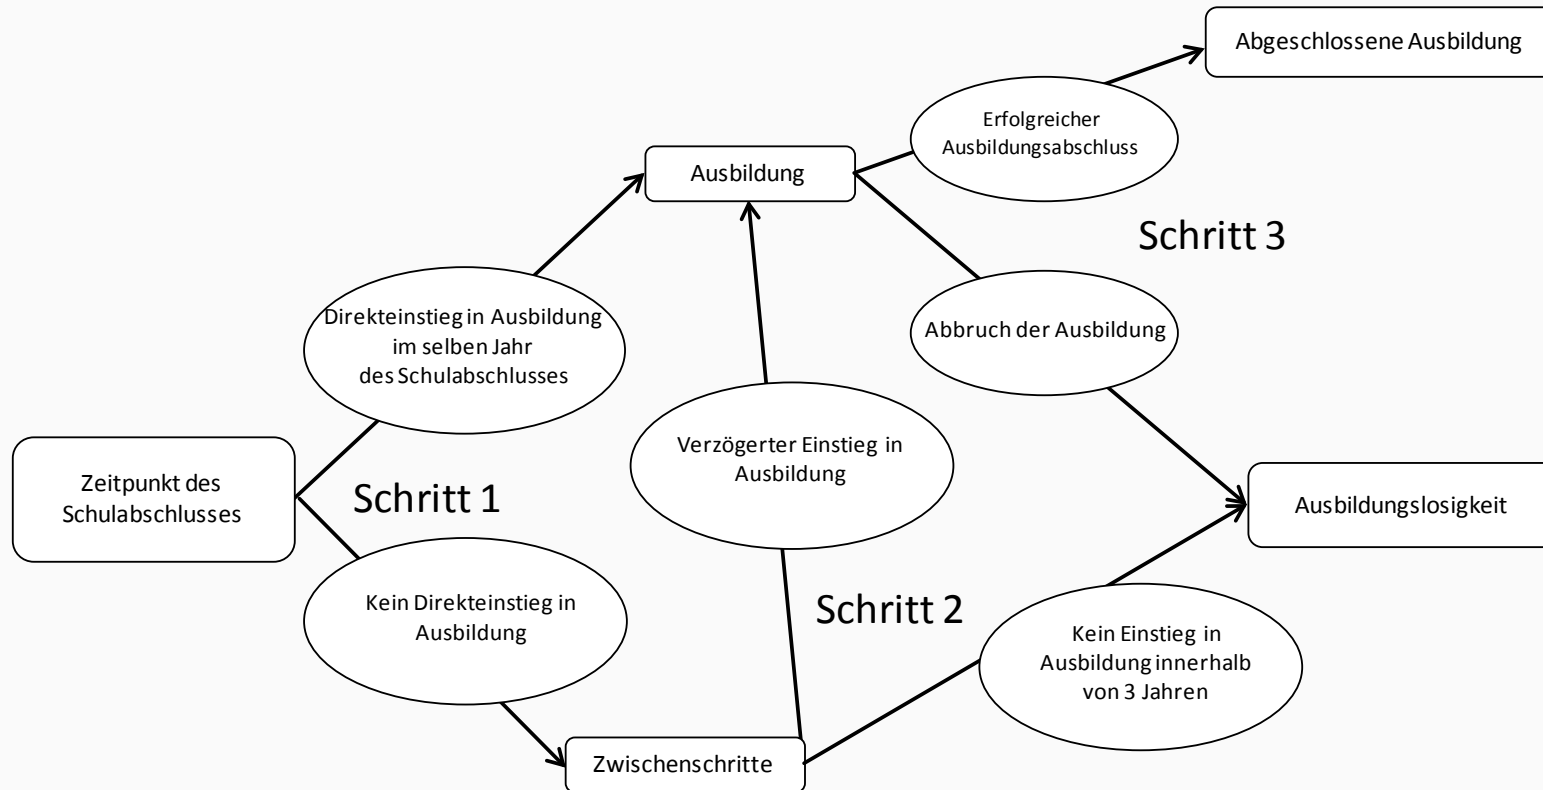 Abgeschlossene Ausbildung
Erfolgreicher
Ausbildungsabschluss
Ausbildung
Schritt 3
Direkteinstieg in Ausbildung
im selben Jahr
des Schulabschlusses
Abbruch der Ausbildung
Verzögerter Einstieg in
Ausbildung
Zeitpunkt des
Schulabschlusses
Schritt 1
Ausbildungslosigkeit
Kein Direkteinstieg in
Ausbildung
Schritt 2
Kein Einstieg in
Ausbildung innerhalb
von 3 Jahren
Zwischenschritte